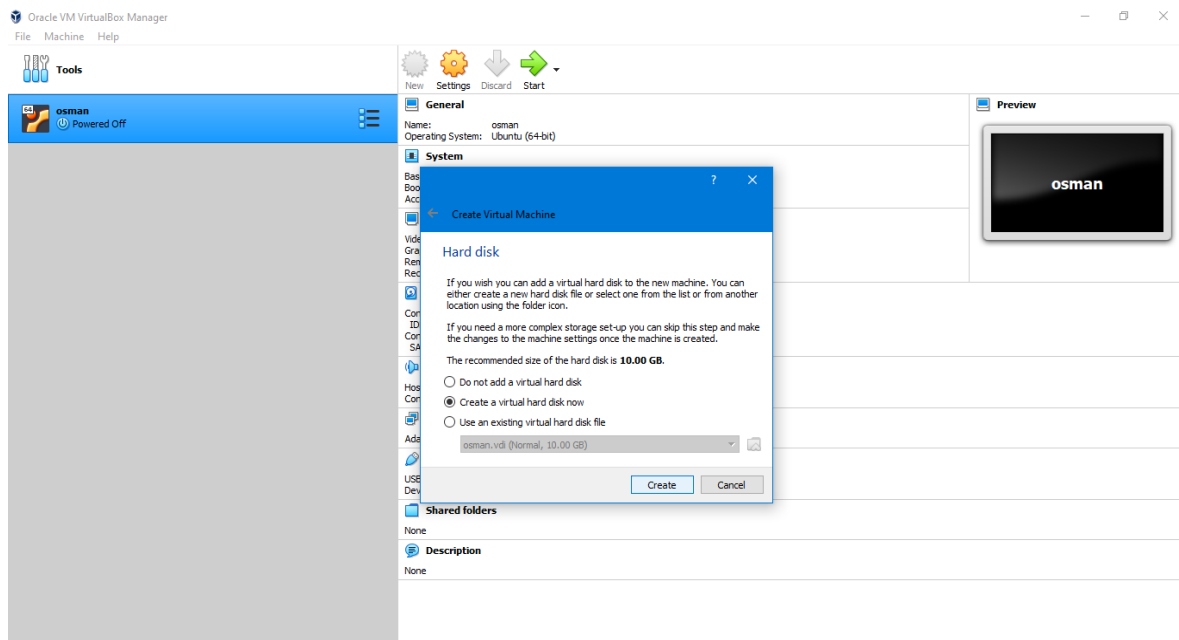 Oracle VM VirtualBox Manager
File Machine Help
Tools
New Settings Discard Start
64
osman
Powered Off
General
Name: osman
Operating System: Ubuntu (64-bit)
System
Preview
osman
?
Create Virtual Machine
Hard disk
If you wish you can add a virtual hard disk to the new machine. You can
either create a new hard disk file or select one from the list or from another
location using the folder icon.
If you need a more complex storage set-up you can skip this step and make
the changes to the machine settings once the machine is created.
The recommended size of the hard disk is 10.00 GB.
Do not add a virtual hard disk
Create a virtual hard disk now
Use an existing virtual hard disk file
osman.vdi (Normal, 10.00 GB)
Create Cancel
Shared folders
None
Description
None